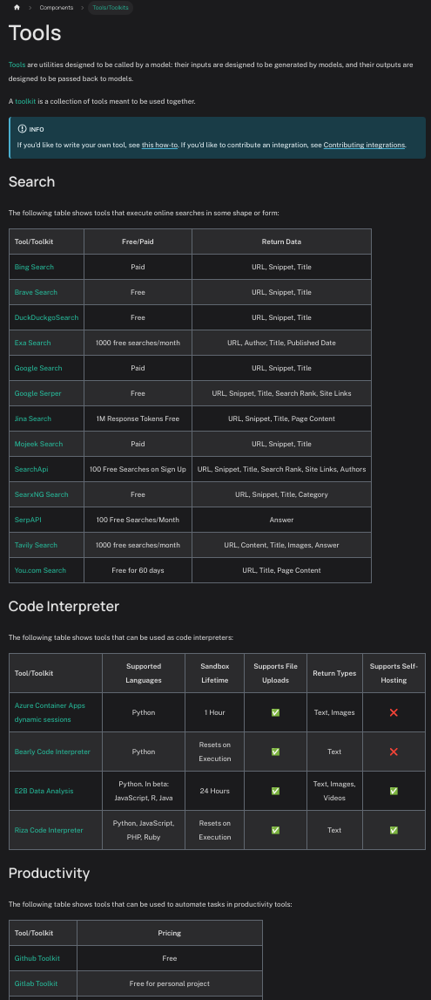 Components
Tools/Toolkits
Tools
Tools are utilities designed to be called by a model: their inputs are designed to be generated by models, and their outputs are
designed to be passed back to models.
A toolkit is a collection of tools meant to be used together.
INFO
If you'd like to write your own tool, see this how-to. If you'd like to contribute an integration, see Contributing integrations.
Search
The following table shows tools that execute online searches in some shape or form:
Tool/Toolkit Free/Paid Return Data
Bing Search Paid URL, Snippet, Title
Brave Search Free URL, Snippet, Title
DuckDuckgoSearch Free URL, Snippet, Title
Exa Search 1000 free searches/month URL, Author, Title, Published Date
Google Search Paid URL, Snippet, Title
Google Serper Free URL, Snippet, Title, Search Rank, Site Links
Jina Search 1M Response Tokens Free URL, Snippet, Title, Page Content
Mojeek Search Paid URL, Snippet, Title
SearchApi 100 Free Searches on Sign Up URL, Snippet, Title, Search Rank, Site Links, Authors
SearxNG Search Free URL, Snippet, Title, Category
SerpAPI 100 Free Searches/Month Answer
Tavily Search 1000 free searches/month URL, Content, Title, Images, Answer
You.com Search Free for 60 days URL, Title, Page Content
Code Interpreter
The following table shows tools that can be used as code interpreters:
Tool/Toolkit Supported Languages Sandbox Lifetime Supports File Uploads Return Types Supports Self-Hosting
Azure Container Apps dynamic sessions Python 1 Hour ✅ Text, Images ❌
Bearly Code Interpreter Python Resets on Execution ✅ Text ❌
E2B Data Analysis Python. In beta: JavaScript, R, Java 24 Hours ✅ Text, Images, Videos ✅
Riza Code Interpreter Python, JavaScript, PHP, Ruby Resets on Execution ✅ Text ✅
Productivity
The following table shows tools that can be used to automate tasks in productivity tools:
Tool/Toolkit Pricing
Github Toolkit Free
Gitlab Toolkit Free for personal project